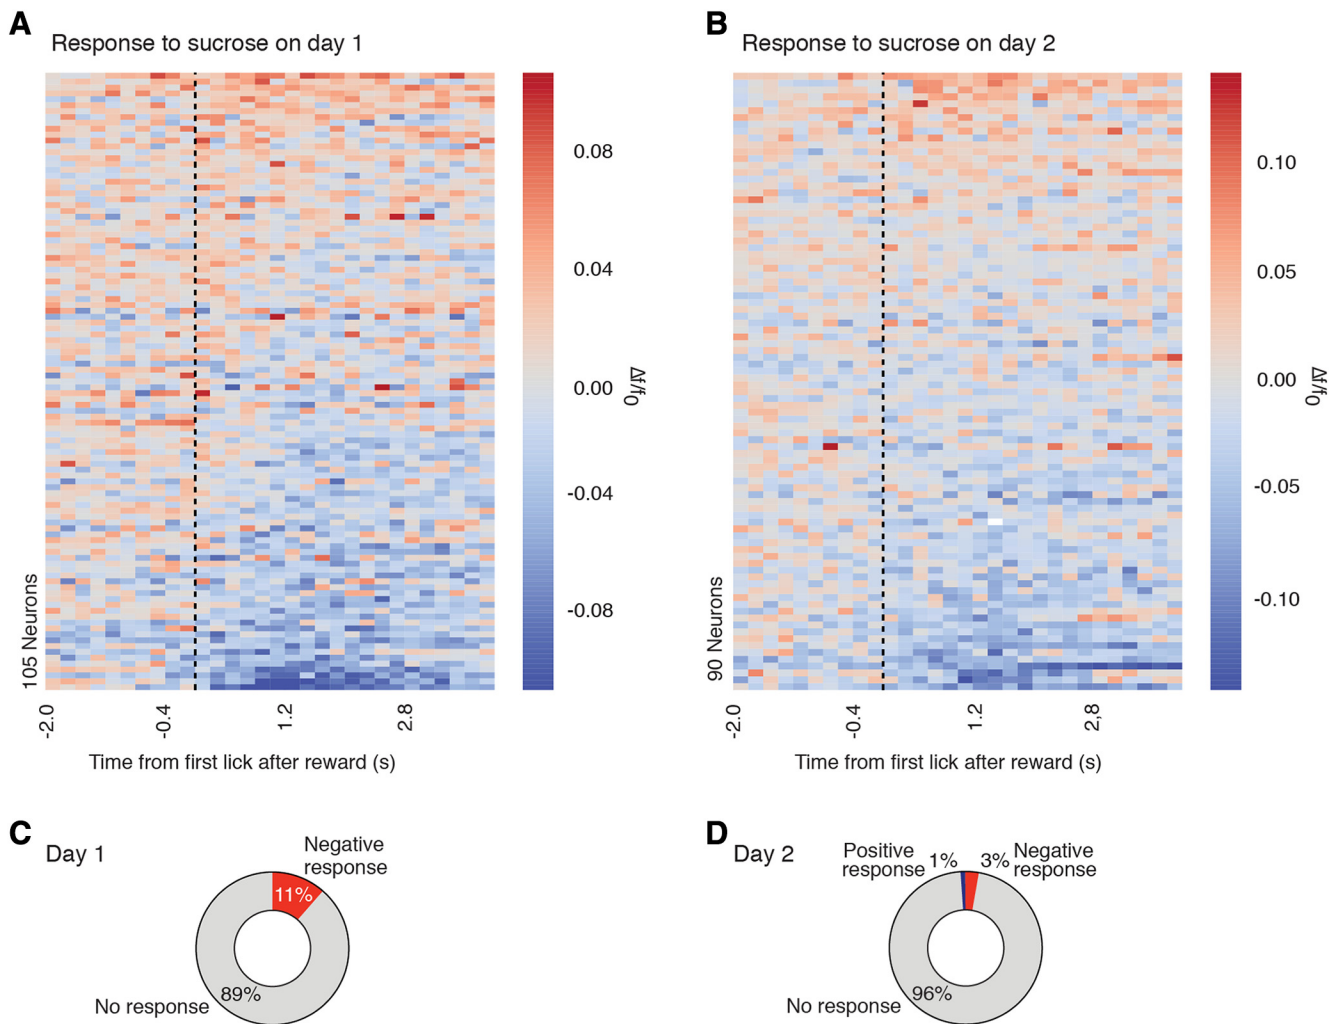 A
Response to sucrose on day 1
105 Neurons
0.08
0.04
0.00
-0.04
-0.08
Δf/f0
-2.0
-0.4
1.2
2.8
Time from first lick after reward (s)
B
Response to sucrose on day 2
90 Neurons
0.10
0.05
0.00
-0.05
-0.10
Δf/f0
-2.0
-0.4
1.2
2,8
Time from first lick after reward (s)
C
Day 1
Negative
response
11%
89%
No response
D
Day 2
Positive
response
1%
3%
Negative
response
96%
No response